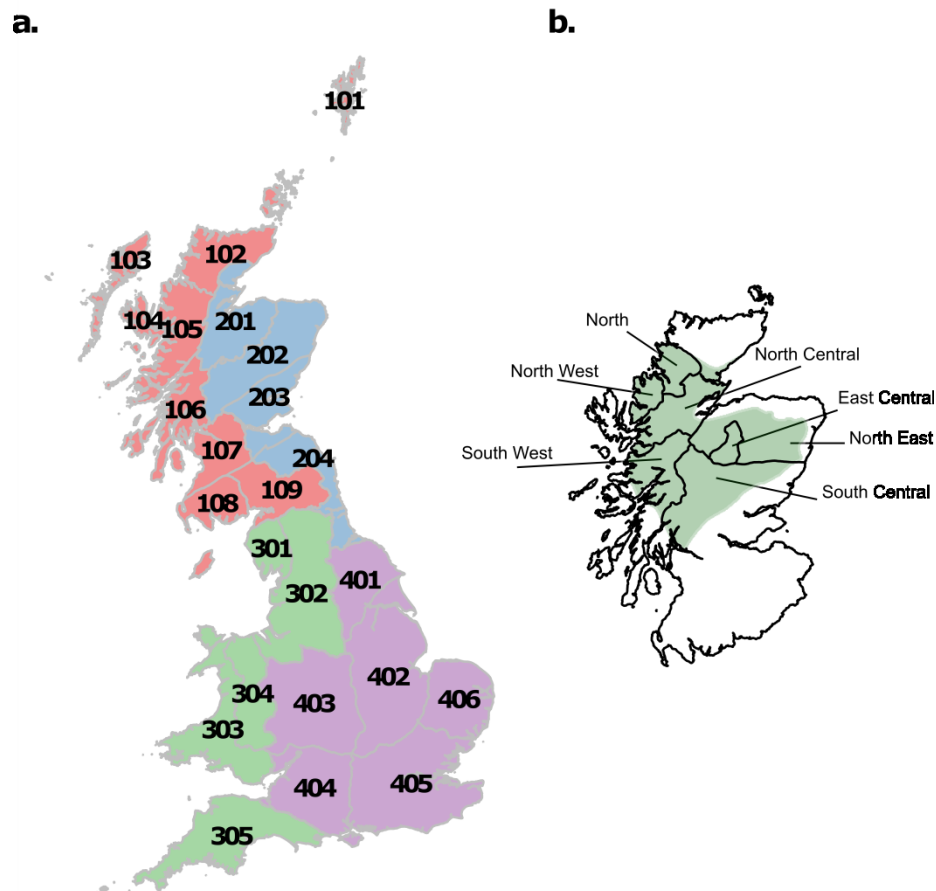 a.
b.
101
102
103
104
105
201
202
203
106
107
204
108
109
301
302
401
304
402
403
406
303
404
405
305
North
North Central
North West
East Central
North East
South West
South Central